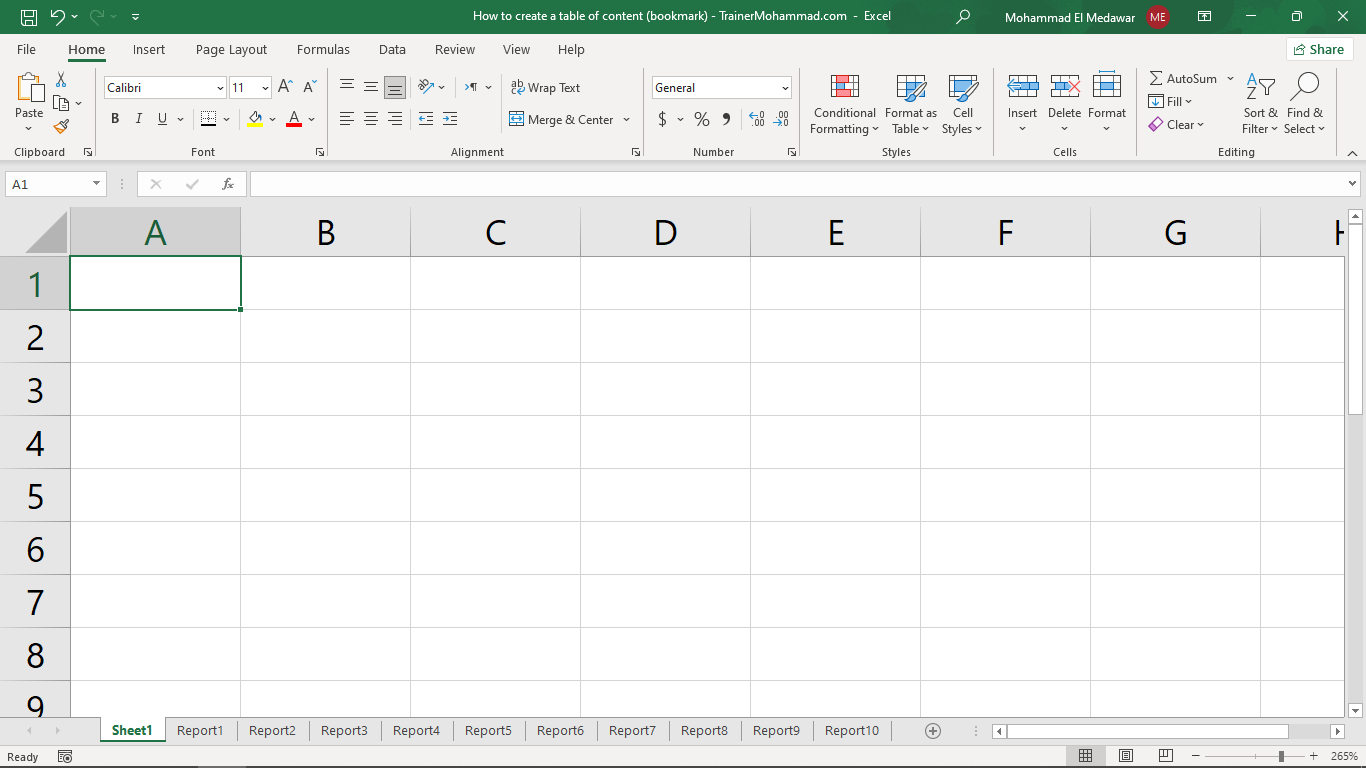 How to create a table of content (bookmark) - TrainerMohammad.com - Excel
Mohammad El Medawar ME
File Home Insert Page Layout Formulas Data Review View Help Share
Paste
Clipboard
Calibri 11
B I U A
Font
ab Wrap Text
Merge & Center
Alignment
General
$ % 9 .00 .00
Number
Conditional Formatting
Format as Table
Cell Styles
Styles
Insert Delete Format
Cells
AutoSum
Fill
Clear
Sort & Filter
Find & Select
Editing
A1 fx
A B C D E F G
1
2
3
4
5
6
7
8
9
Sheet1 Report1 Report2 Report3 Report4 Report5 Report6 Report7 Report8 Report9 Report10
Ready 265%